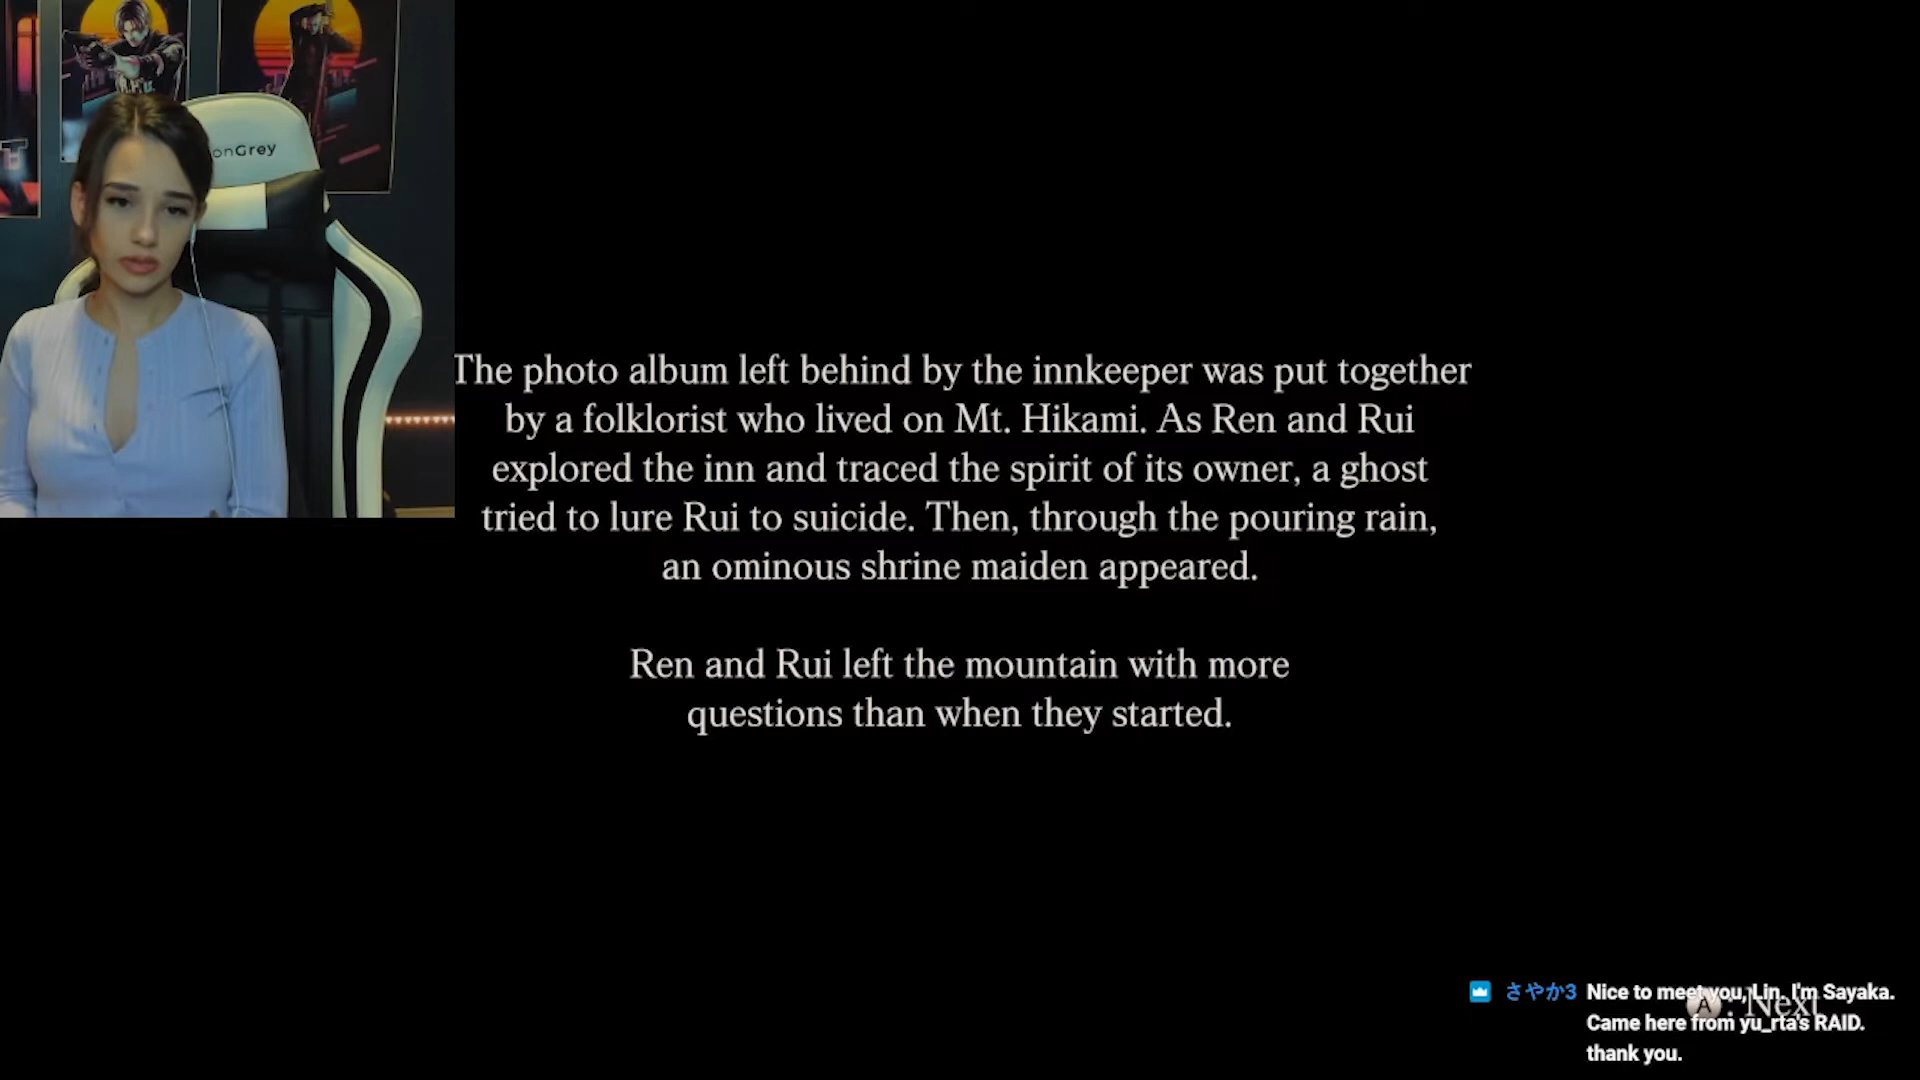 onGrey
The photo album left behind by the innkeeper was put together
by a folklorist who lived on Mt. Hikami. As Ren and Rui
explored the inn and traced the spirit of its owner, a ghost
tried to lure Rui to suicide. Then, through the pouring rain,
an ominous shrine maiden appeared.
Ren and Rui left the mountain with more
questions than when they started.
さやか3 Nice to meet you, Lin. I'm Sayaka.
Came here from yu_rta's RAID.
thank you.
A : Next